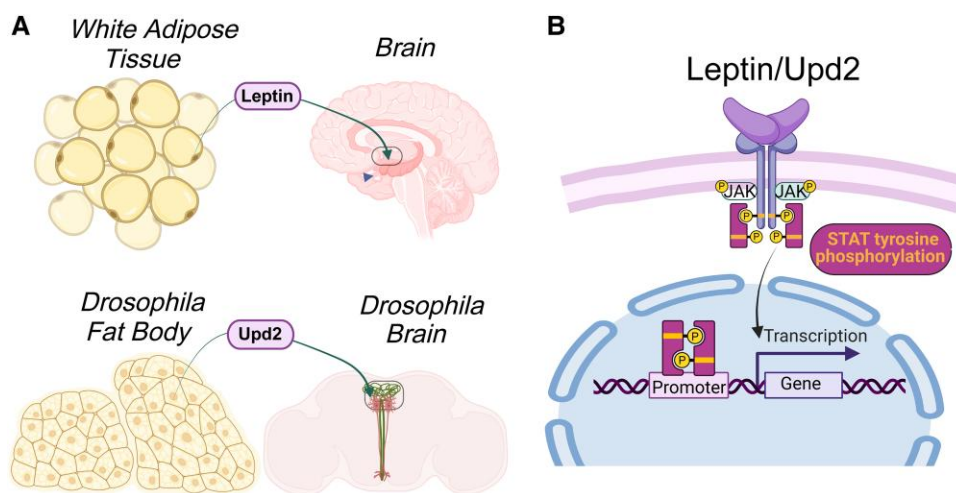 A
White Adipose
Tissue
Leptin
Brain
Drosophila
Fat Body
Upd2
Drosophila
Brain
B
Leptin/Upd2
P
JAK
JAK
P
P
P
P
P
STAT tyrosine
phosphorylation
Transcription
P
P
Promoter
Gene